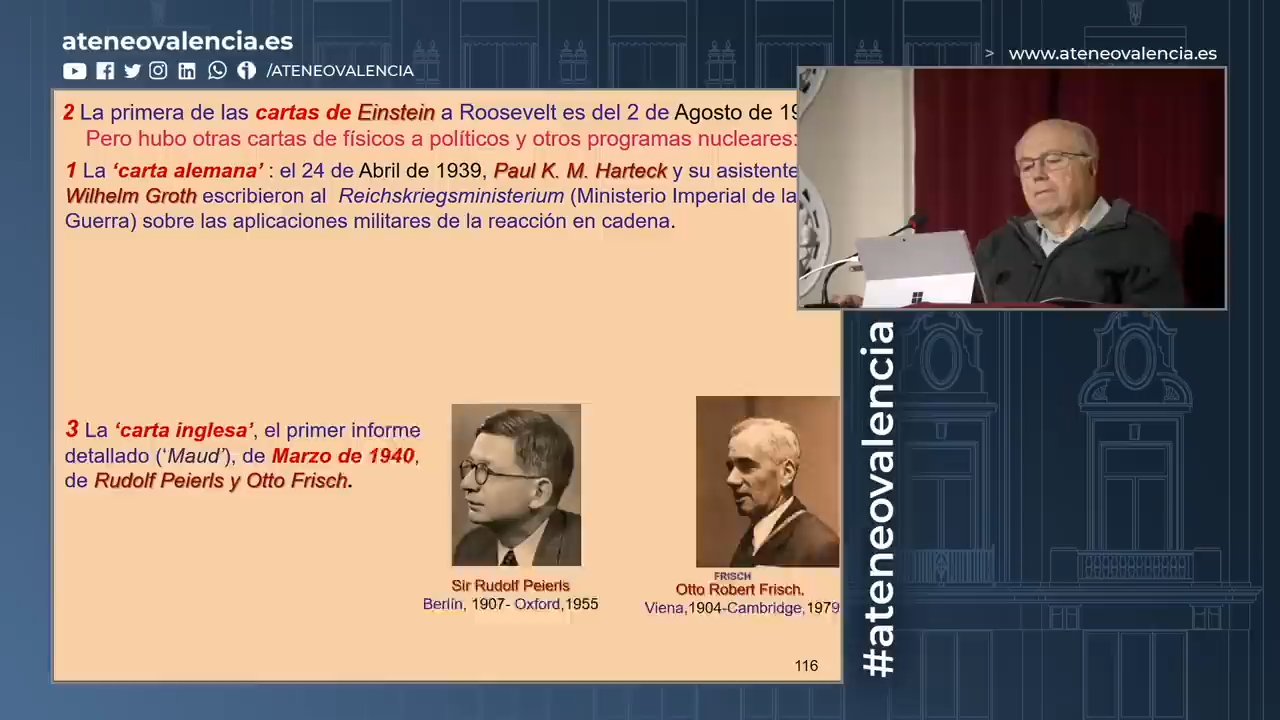 ateneovalencia.es
/ATENEOVALENCIA
> www.ateneovalencia.es
2 La primera de las cartas de Einstein a Roosevelt es del 2 de Agosto de 19
Pero hubo otras cartas de físicos a políticos y otros programas nucleares:
1 La ‘carta alemana’ : el 24 de Abril de 1939, Paul K. M. Harteck y su asistente
Wilhelm Groth escribieron al Reichskriegsministerium (Ministerio Imperial de la
Guerra) sobre las aplicaciones militares de la reacción en cadena.
3 La ‘carta inglesa’, el primer informe
detallado (‘Maud’), de Marzo de 1940,
de Rudolf Peierls y Otto Frisch.
Sir Rudolf Peierls
Berlín, 1907- Oxford,1955
FRISCH
Otto Robert Frisch.
Viena,1904-Cambridge,1979
116
#ateneovalencia